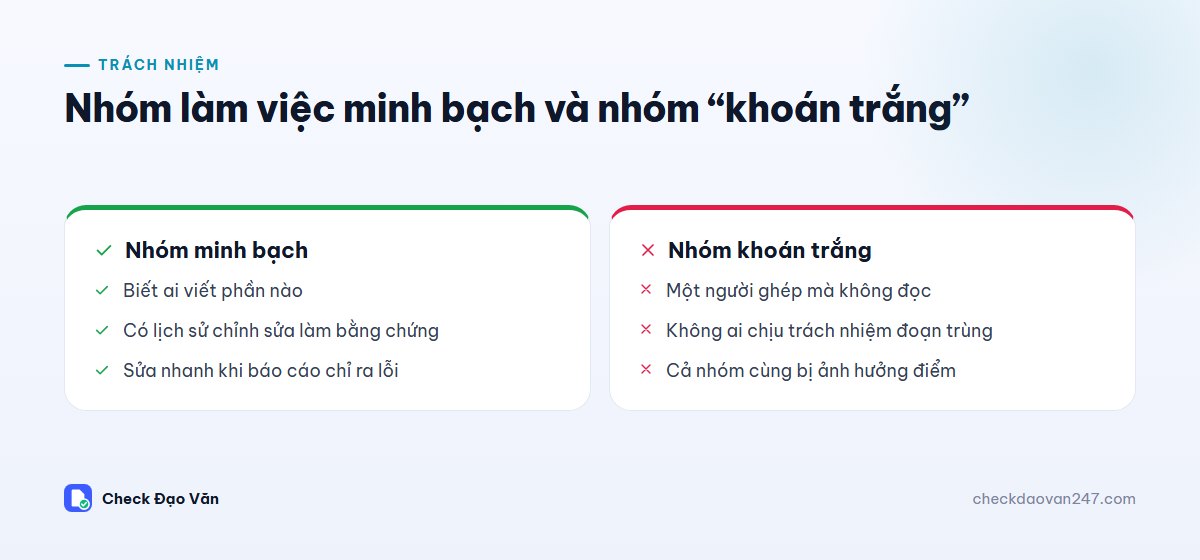 TRÁCH NHIỆM
Nhóm làm việc minh bạch và nhóm “khoán trắng”
Nhóm minh bạch
Biết ai viết phần nào
Có lịch sử chỉnh sửa làm bằng chứng
Sửa nhanh khi báo cáo chỉ ra lỗi
Nhóm khoán trắng
Một người ghép mà không đọc
Không ai chịu trách nhiệm đoạn trùng
Cả nhóm cùng bị ảnh hưởng điểm
Check Đạo Văn
checkdaovan247.com